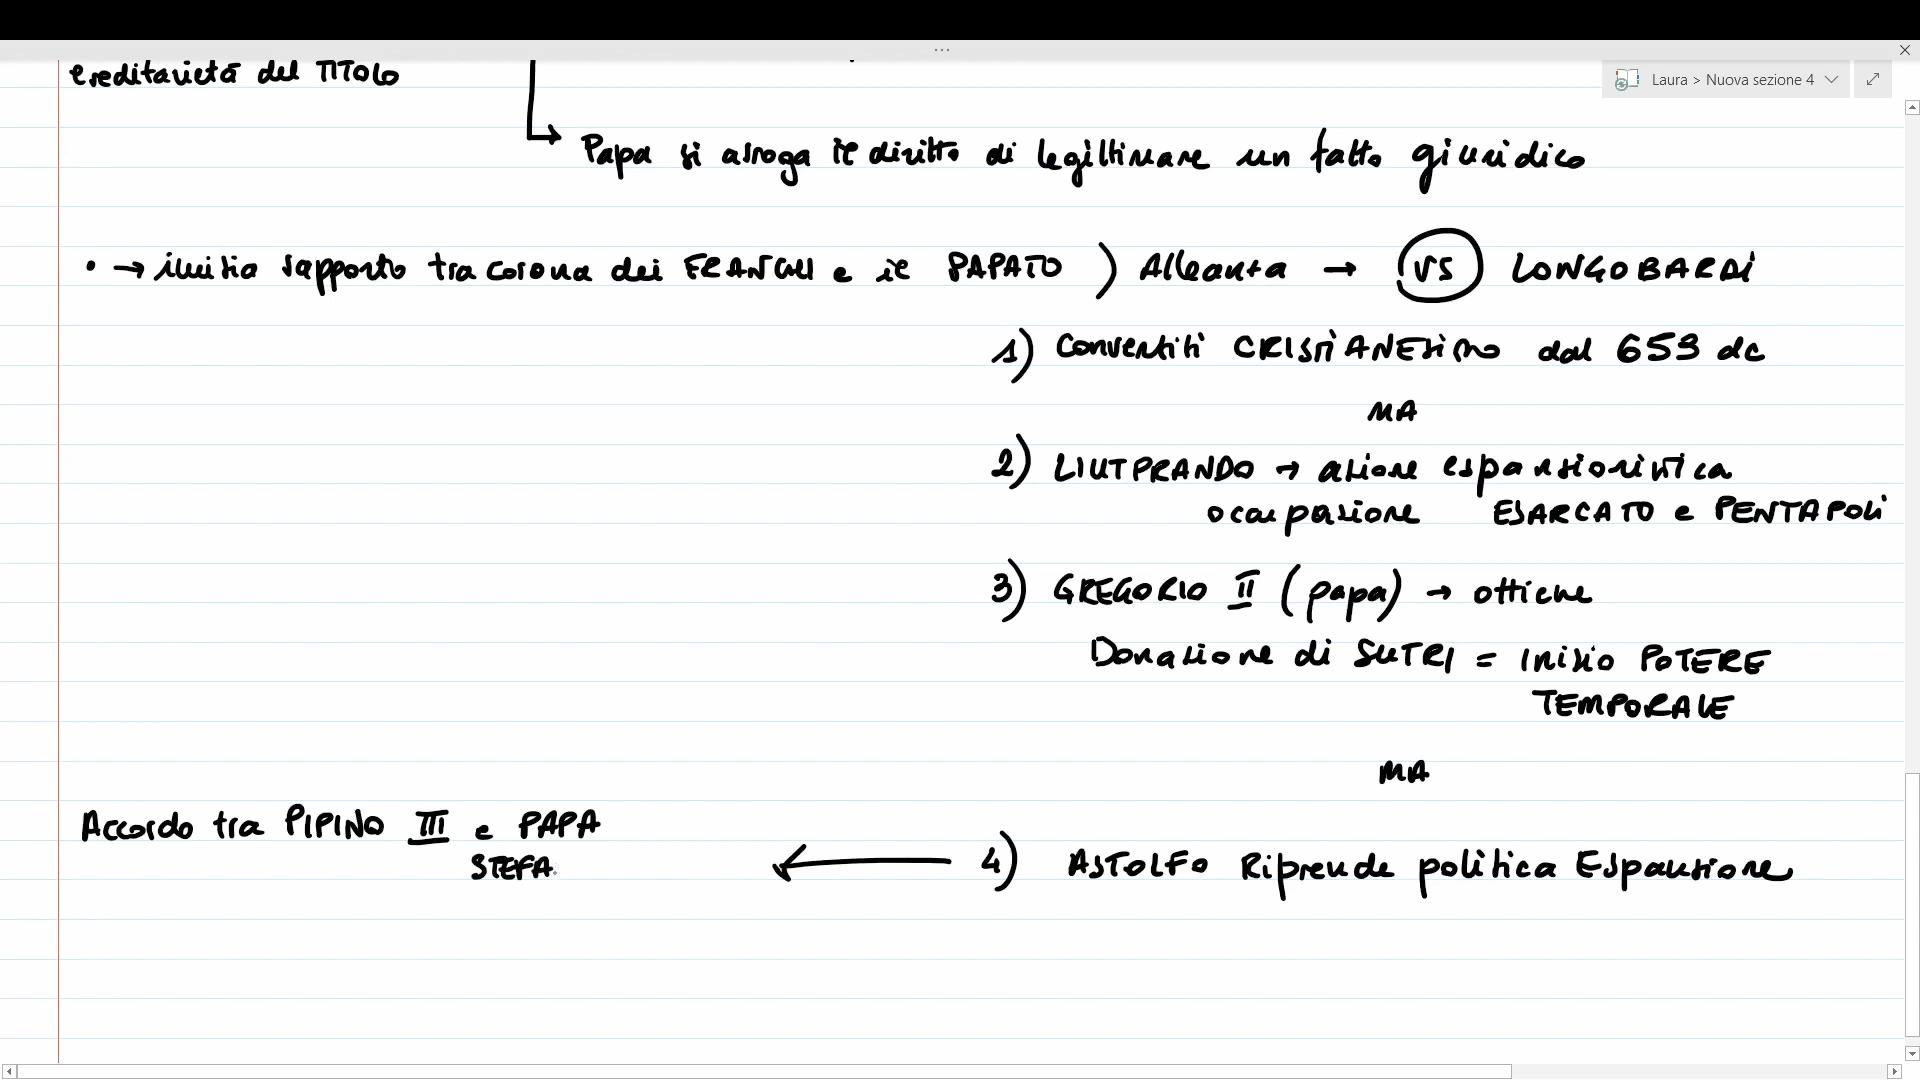 Laura > Nuova sezione 4
ereditarietà del TITOLO
Papa si arroga il diritto di legittimare un fatto giuridico
• → inizia rapporto tra corona dei FRANCHI e il PAPATO ) Alleanza → VS LONGOBARDI
1) Convertiti CRISTIANESimo dal 653 dc
MA
2) LIUTPRANDO → azione espansionistica
occupazione ESARCATO e PENTAPOLI
3) GREGORIO II (papa) → ottiene
Donazione di SUTRI = Inizio POTERE
TEMPORALE
MA
Accordo tra PIPINO III e PAPA
STEFA
4) ASTOLFO Riprende politica Espansione